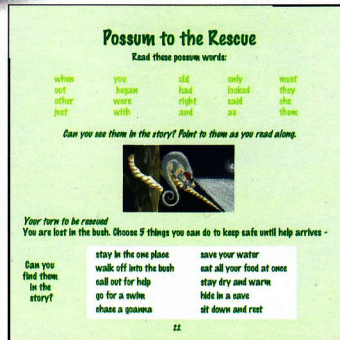 Possum to the Rescue
Read these possum words:
when you old only must
out began had looked they
other were right said she
just with and as them
Can you see them in the story? Point to them as you read along.
Your turn to be rescued
You are lost in the bush. Choose 5 things you can do to keep safe until help arrives -
Can you find them in the story?
stay in the one place save your water
walk off into the bush eat all your food at once
call out for help stay dry and warm
go for a swim hide in a cave
chase a goanna sit down and rest
22